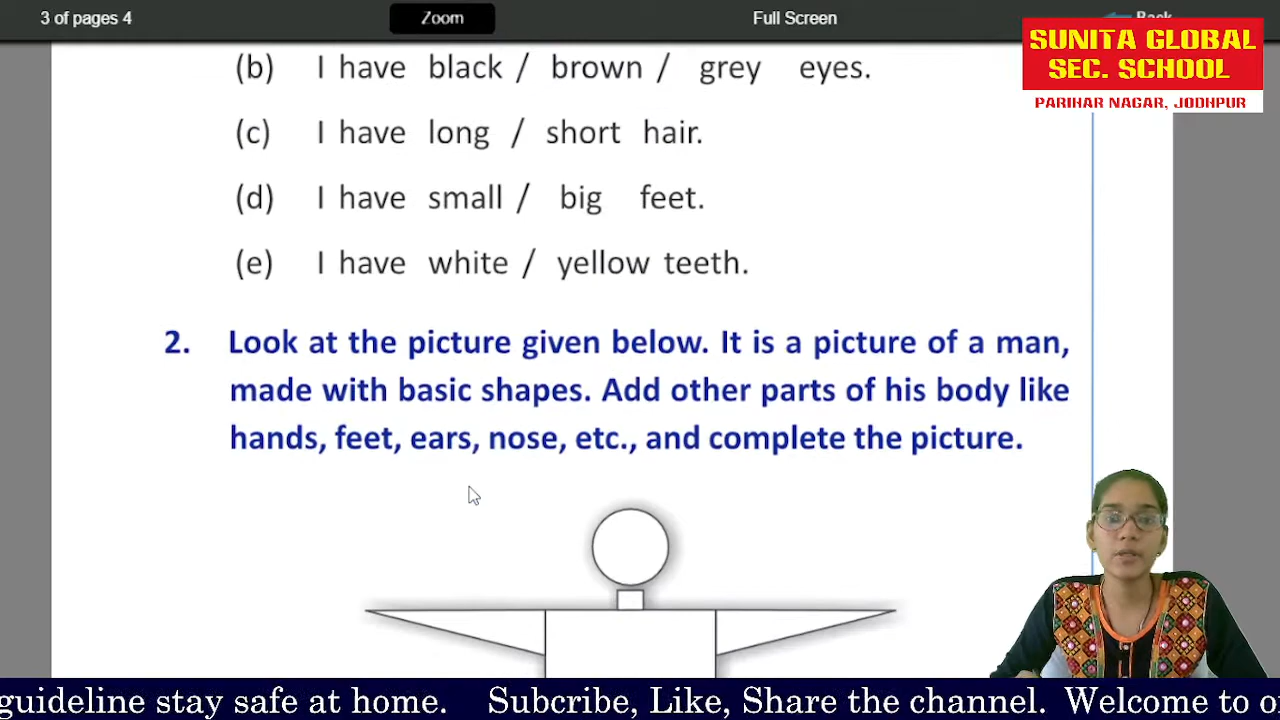 3 of pages 4
Zoom
Full Screen
Back
SUNITA GLOBAL
SEC. SCHOOL
PARIHAR NAGAR, JODHPUR
(b) I have black / brown / grey eyes.
(c) I have long / short hair.
(d) I have small / big feet.
(e) I have white / yellow teeth.
2. Look at the picture given below. It is a picture of a man,
made with basic shapes. Add other parts of his body like
hands, feet, ears, nose, etc., and complete the picture.
guideline stay safe at home. Subcribe, Like, Share the channel. Welcome to